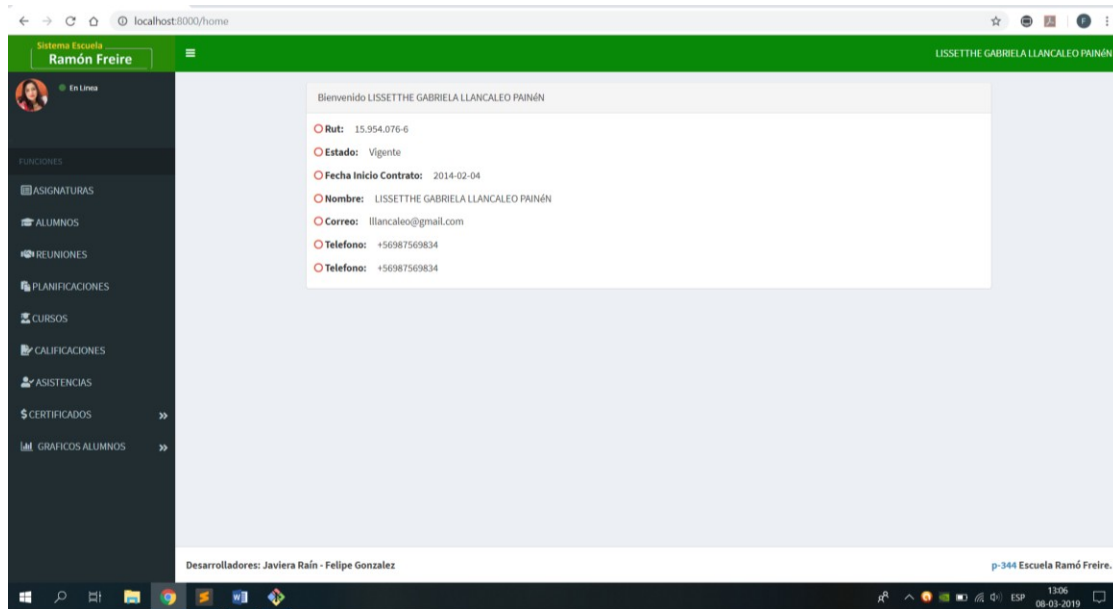 localhost:8000/home
Sistema Escuela
Ramón Freire
LISSETTHE GABRIELA LLANCALEO PAINéN
En Linea
Bienvenido LISSETTHE GABRIELA LLANCALEO PAINéN
Rut: 15.954.076-6
Estado: Vigente
Fecha Inicio Contrato: 2014-02-04
Nombre: LISSETTHE GABRIELA LLANCALEO PAINéN
Correo: lllancaleo@gmail.com
Telefono: +56987569834
Telefono: +56987569834
FUNCIONES
ASIGNATURAS
ALUMNOS
REUNIONES
PLANIFICACIONES
CURSOS
CALIFICACIONES
ASISTENCIAS
$ CERTIFICADOS
GRAFICOS ALUMNOS
Desarrolladores: Javiera Raín - Felipe Gonzalez
p-344 Escuela Ramó Freire.
ESP
13:06
08-03-2019